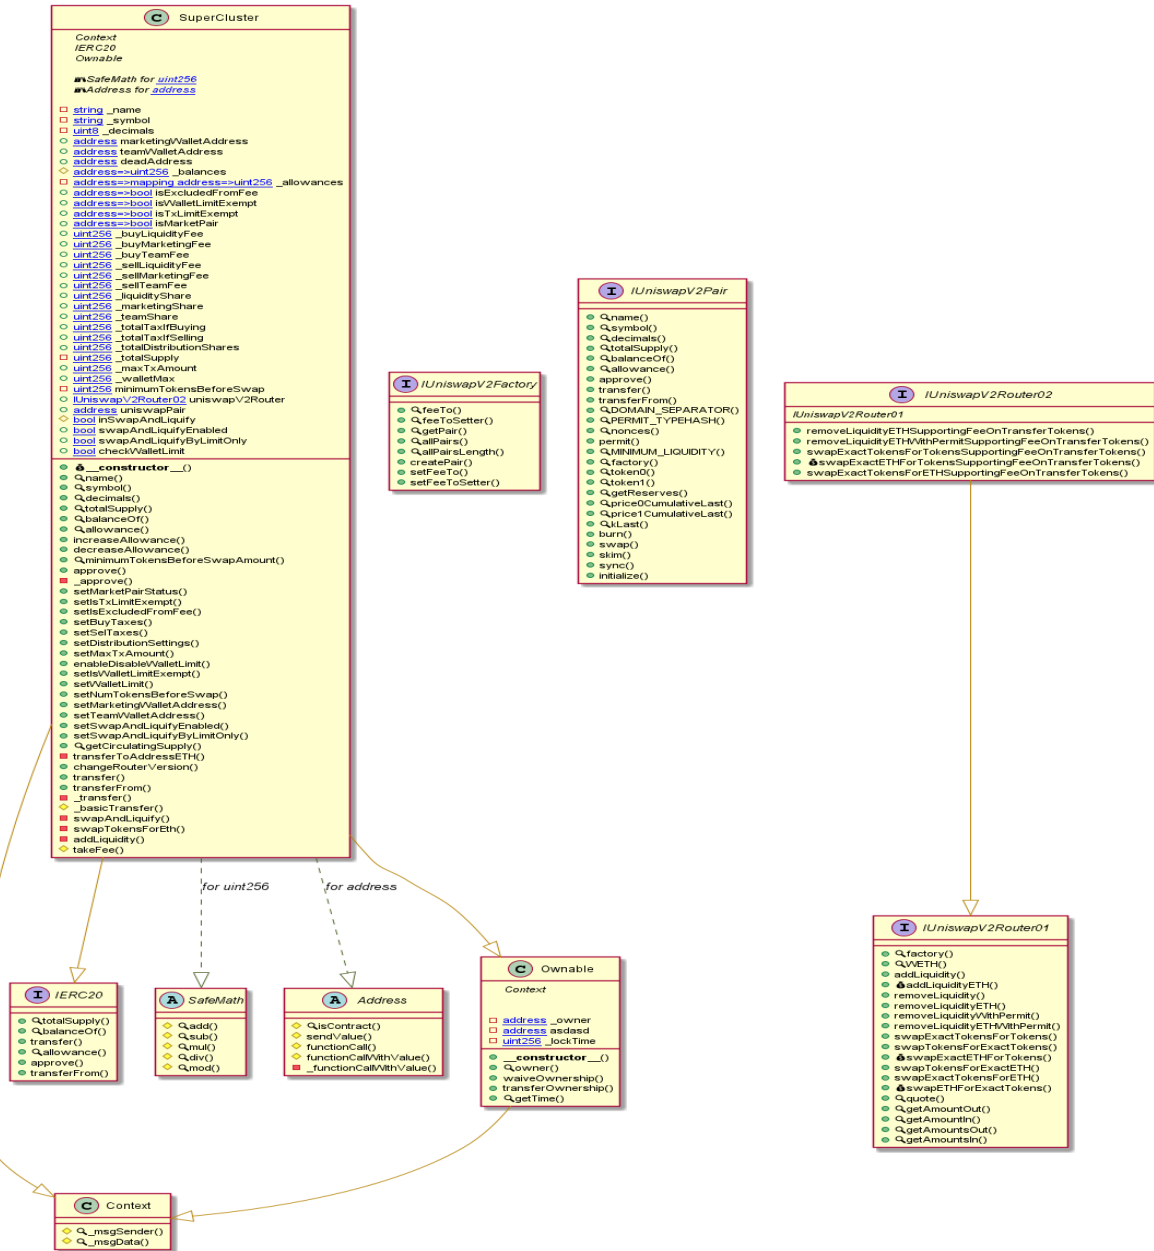 C SuperCluster
Context
IERC20
Ownable
SafeMath for uint256
Address for address
string _name
string _symbol
uint8 _decimals
address marketingWalletAddress
address teamWalletAddress
address deadAddress
address=>uint256 _balances
address=>mapping address=>uint256 _allowances
address=>bool isExcludedFromFee
address=>bool isWalletLimitExempt
address=>bool isTxLimitExempt
address=>bool isMarketPair
uint256 _buyLiquidityFee
uint256 _buyMarketingFee
uint256 _buyTeamFee
uint256 _sellLiquidityFee
uint256 _sellMarketingFee
uint256 _sellTeamFee
uint256 _liquidityShare
uint256 _marketingShare
uint256 _teamShare
uint256 _totalTaxIfBuying
uint256 _totalTaxIfSelling
uint256 _totalDistributionShares
uint256 _totalSupply
uint256 _maxTxAmount
uint256 _walletMax
uint256 minimumTokensBeforeSwap
IUniswapV2Router02 uniswapV2Router
address uniswapPair
bool inSwapAndLiquify
bool swapAndLiquifyEnabled
bool swapAndLiquifyByLimitOnly
bool checkWalletLimit
__constructor__()
name()
symbol()
decimals()
totalSupply()
balanceOf()
allowance()
increaseAllowance()
decreaseAllowance()
minimumTokensBeforeSwapAmount()
approve()
_approve()
setMarketPairStatus()
setIsTxLimitExempt()
setIsExcludedFromFee()
setBuyTaxes()
setSelTaxes()
setDistributionSettings()
setMaxTxAmount()
enableDisableWalletLimit()
setIsWalletLimitExempt()
setWalletLimit()
setNumTokensBeforeSwap()
setMarketingWalletAddress()
setTeamWalletAddress()
setSwapAndLiquifyEnabled()
setSwapAndLiquifyByLimitOnly()
getCirculatingSupply()
transferToAddressETH()
changeRouterVersion()
transfer()
transferFrom()
_transfer()
_basicTransfer()
swapAndLiquify()
swapTokensForEth()
addLiquidity()
takeFee()
I IUniswapV2Factory
feeTo()
feeToSetter()
getPair()
allPairs()
allPairsLength()
createPair()
setFeeTo()
setFeeToSetter()
I IUniswapV2Pair
name()
symbol()
decimals()
totalSupply()
balanceOf()
allowance()
approve()
transfer()
transferFrom()
DOMAIN_SEPARATOR()
PERMIT_TYPEHASH()
nonces()
permit()
MINIMUM_LIQUIDITY()
factory()
token0()
token1()
getReserves()
price0CumulativeLast()
price1CumulativeLast()
kLast()
burn()
swap()
skim()
sync()
initialize()
I IUniswapV2Router02
IUniswapV2Router01
removeLiquidityETHSupportingFeeOnTransferTokens()
removeLiquidityETHWithPermitSupportingFeeOnTransferTokens()
swapExactTokensForTokensSupportingFeeOnTransferTokens()
swapExactETHForTokensSupportingFeeOnTransferTokens()
swapExactTokensForETHSupportingFeeOnTransferTokens()
for uint256
for address
I IERC20
totalSupply()
balanceOf()
transfer()
allowance()
approve()
transferFrom()
A SafeMath
add()
sub()
mul()
div()
mod()
A Address
isContract()
sendValue()
functionCall()
functionCallWithValue()
_functionCallWithValue()
C Ownable
Context
address _owner
address asdasd
uint256 _lockTime
__constructor__()
owner()
waiveOwnership()
transferOwnership()
getTime()
I IUniswapV2Router01
factory()
WETH()
addLiquidity()
addLiquidityETH()
removeLiquidity()
removeLiquidityETH()
removeLiquidityWithPermit()
removeLiquidityETHWithPermit()
swapExactTokensForTokens()
swapTokensForExactTokens()
swapExactETHForTokens()
swapTokensForExactETH()
swapExactTokensForETH()
swapETHForExactTokens()
quote()
getAmountOut()
getAmountIn()
getAmountsOut()
getAmountsIn()
C Context
_msgSender()
_msgData()